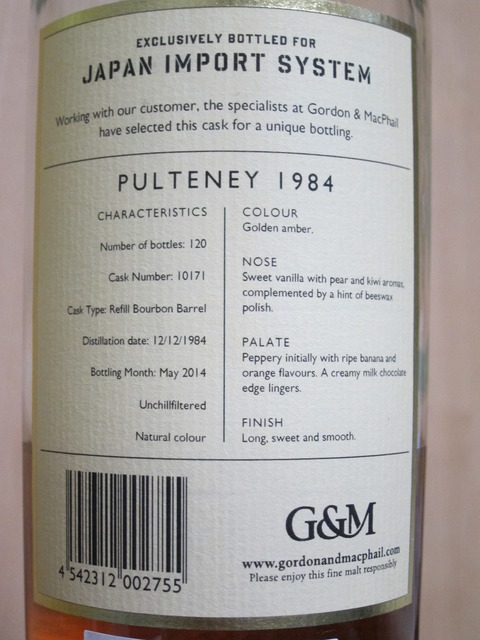 EXCLUSIVELY BOTTLED FOR
JAPAN IMPORT SYSTEM
Working with our customer, the specialists at Gordon & MacPhail
have selected this cask for a unique bottling.
PULTENEY 1984
CHARACTERISTICS
Number of bottles: 120
Cask Number: 10171
Cask Type: Refill Bourbon Barrel
Distillation date: 12/12/1984
Bottling Month: May 2014
Unchillfiltered
Natural colour
COLOUR
Golden amber.
NOSE
Sweet vanilla with pear and kiwi aromas,
complemented by a hint of beeswax
polish.
PALATE
Peppery initially with ripe banana and
orange flavours. A creamy milk chocolate
edge lingers.
FINISH
Long, sweet and smooth.
4 542312 002755
G&M
www.gordonandmacphail.com
Please enjoy this fine malt responsibly